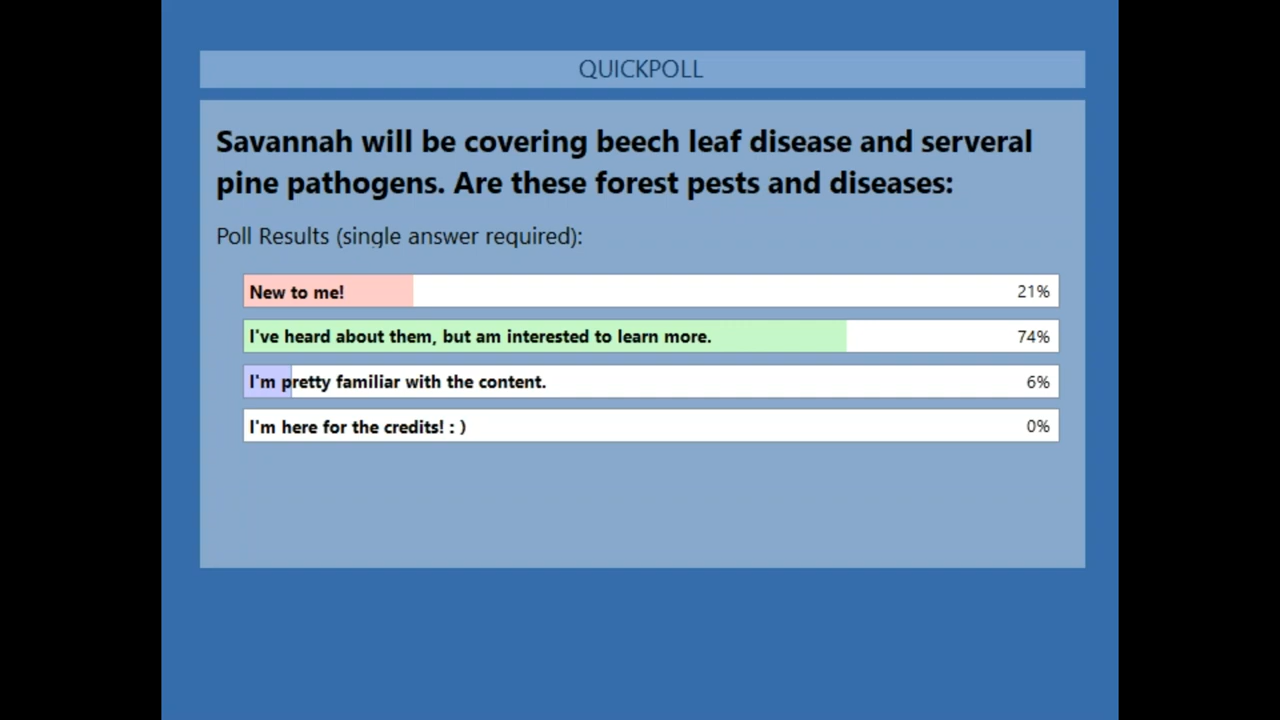 QUICKPOLL
Savannah will be covering beech leaf disease and serveral
pine pathogens. Are these forest pests and diseases:
Poll Results (single answer required):
New to me! 21%
I've heard about them, but am interested to learn more. 74%
I'm pretty familiar with the content. 6%
I'm here for the credits! : ) 0%